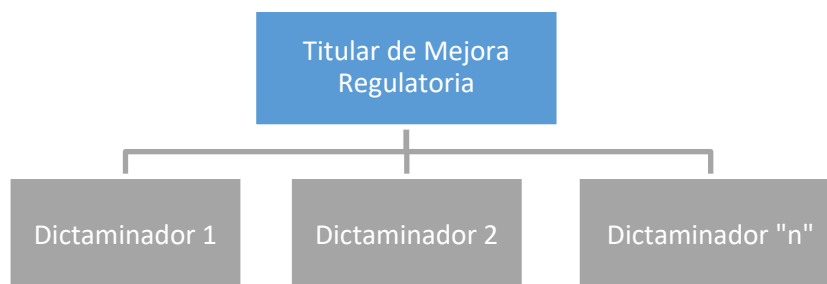 Titular de Mejora
Regulatoria
Dictaminador 1
Dictaminador 2
Dictaminador "n"